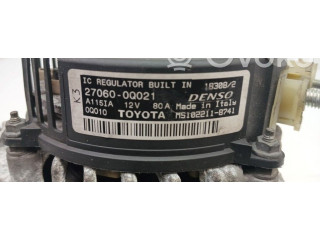 IC REGULATOR BUILT IN 18308/2
K3
27060-0Q021 DENSO
A115IA 12V 80A Made in Italy
0Q010 TOYOTA MS102211-8741